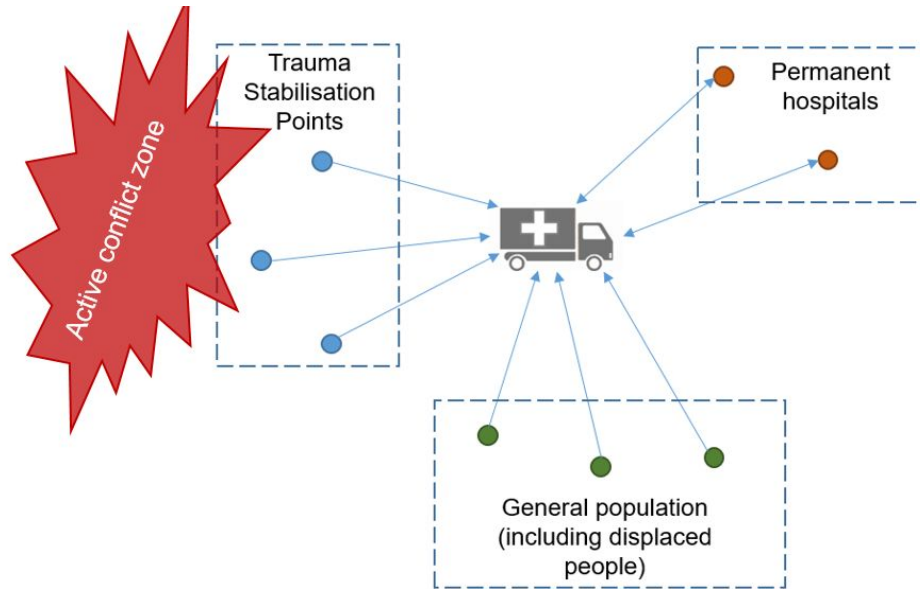 Active conflict zone
Trauma
Stabilisation
Points
Permanent
hospitals
General population
(including displaced
people)